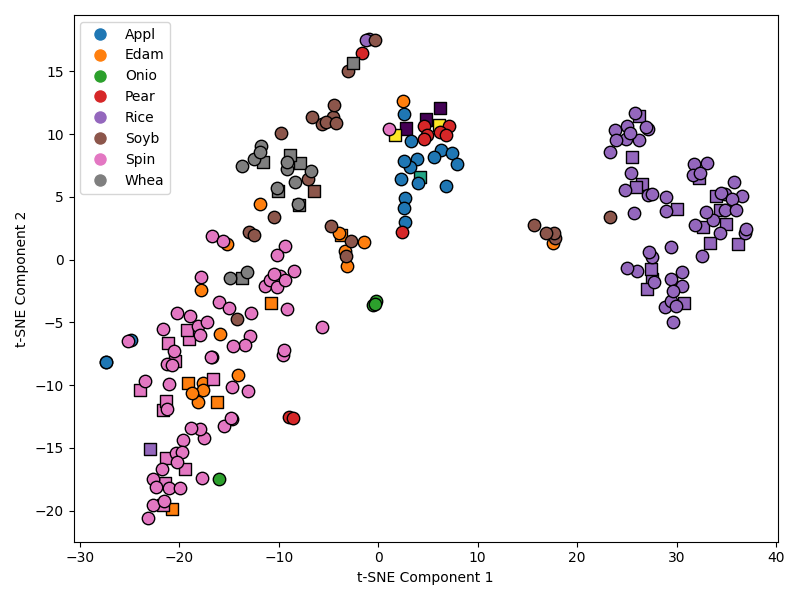 Appl
Edam
Onio
Pear
Rice
Soyb
Spin
Whea
t-SNE Component 2
15
10
5
0
−5
−10
−15
−20
−30
−20
−10
0
10
20
30
40
t-SNE Component 1